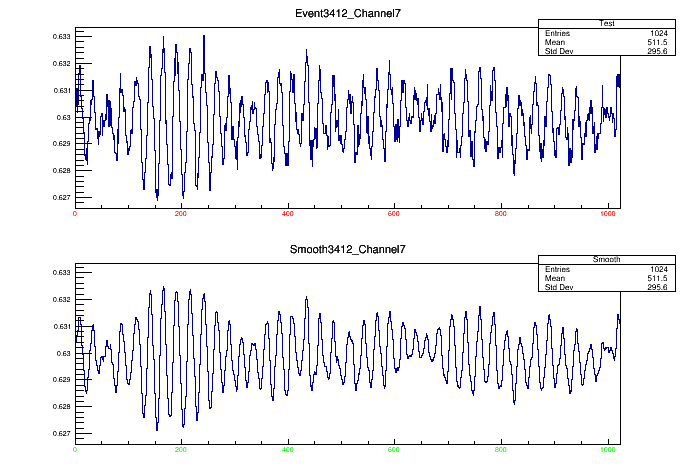 Event3412_Channel7
Test
Entries 1024
Mean 511.5
Std Dev 295.6
0.633
0.632
0.631
0.63
0.629
0.628
0.627
0 200 400 600 800 1000
Smooth3412_Channel7
Smooth
Entries 1024
Mean 511.5
Std Dev 295.6
0.633
0.632
0.631
0.63
0.629
0.628
0.627
0 200 400 600 800 1000